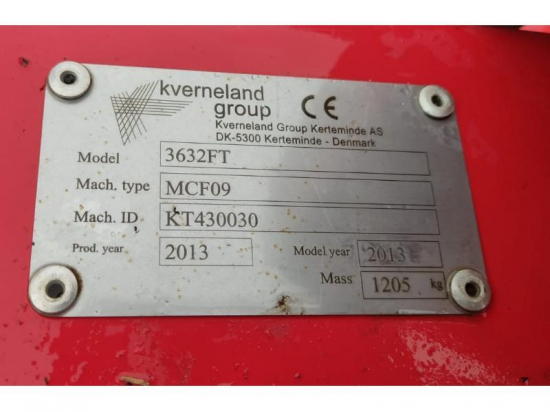 kverneland
group CE
Kverneland Group Kerteminde AS
DK-5300 Kerteminde - Denmark
Model 3632FT
Mach. type MCF09
Mach. ID KT430030
Prod. year 2013 Model year 2013
Mass 1205 kg